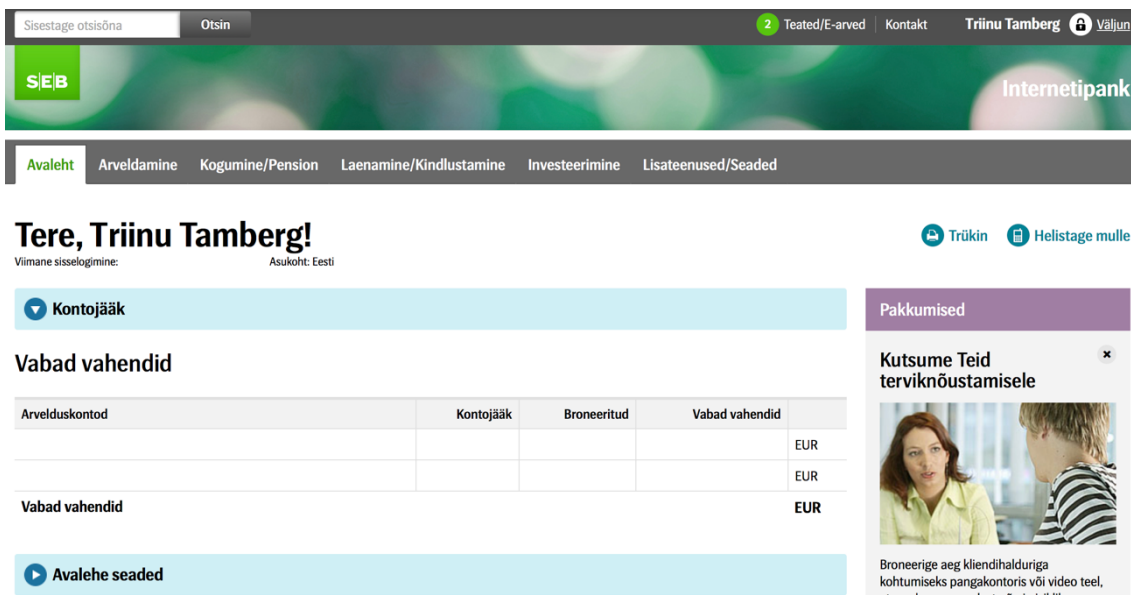 Sisestage otsisõna
Otsin
2 Teated/E-arved
Kontakt
Triinu Tamberg
Väljun
S|E|B
Internetipank
Avaleht
Arveldamine
Kogumine/Pension
Laenamine/Kindlustamine
Investeerimine
Lisateenused/Seaded
Tere, Triinu Tamberg!
Viimane sisselogimine:
Asukoht: Eesti
Trükin
Helistage mulle
Kontojääk
Vabad vahendid
Arvelduskontod Kontojääk Broneeritud Vabad vahendid
EUR
EUR
Vabad vahendid EUR
Avalehe seaded
Pakkumised
Kutsume Teid
terviknõustamisele
Broneerige aeg kliendihalduriga
kohtumiseks pangakontoris või video teel,